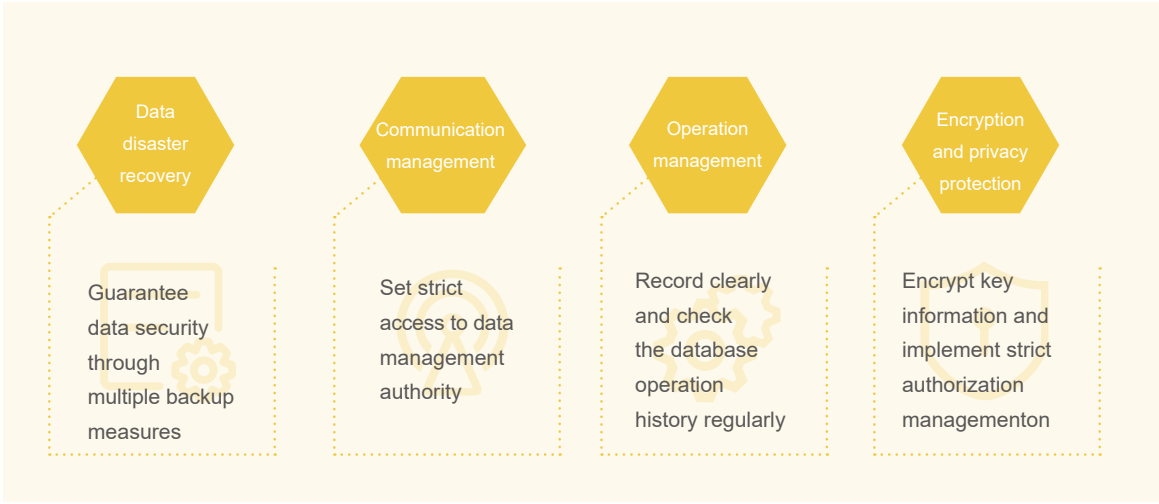 Data
disaster
recovery
Guarantee
data security
through
multiple backup
measures
Communication
management
Set strict
access to data
management
authority
Operation
management
Record clearly
and check
the database
operation
history regularly
Encryption
and privacy
protection
Encrypt key
information and
implement strict
authorization
managementon